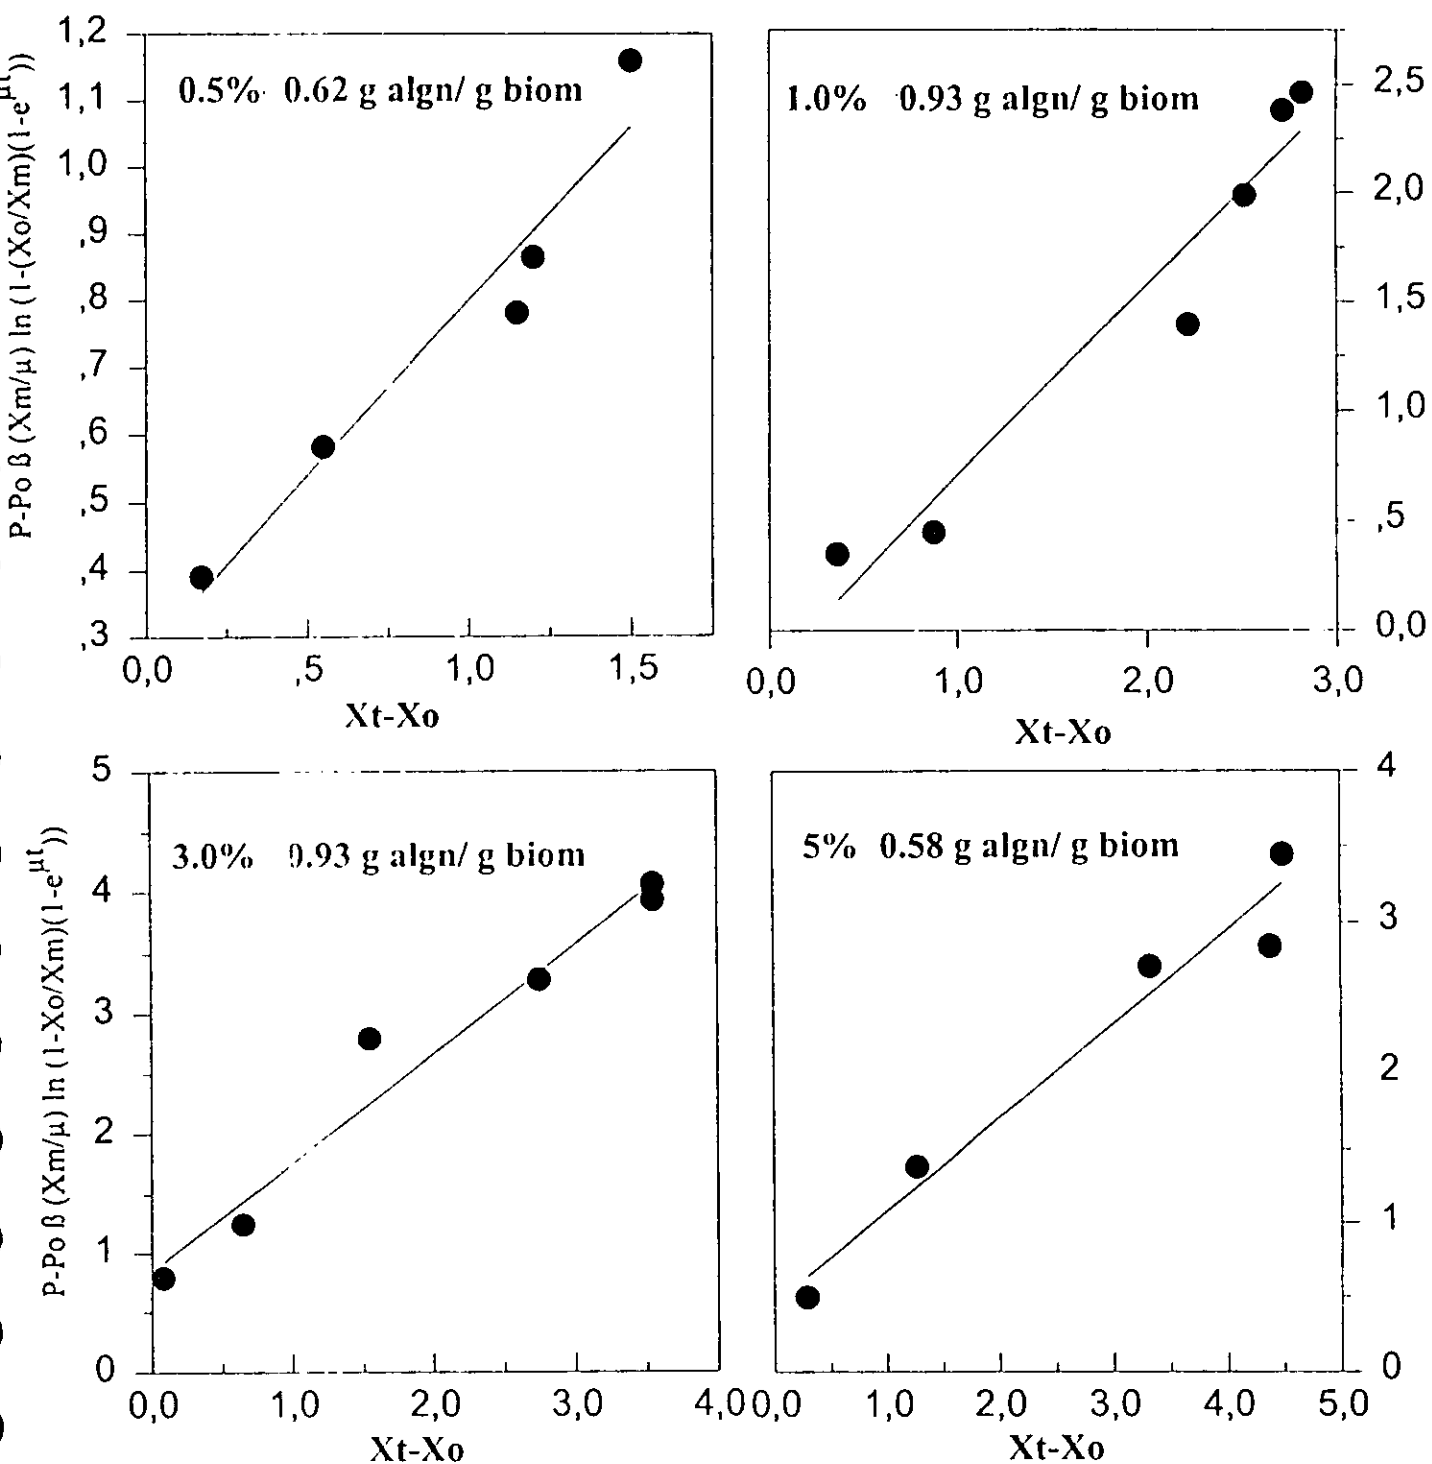 P-Po ß (Xm/µ) ln (1-(Xo/Xm)(1-e^µt))
1,2
1,1
1,0
,9
,8
,7
,6
,5
,4
,3
0.5% 0.62 g algn/ g biom
0,0 ,5 1,0 1,5
Xt-Xo
1.0% 0.93 g algn/ g biom
2,5
2,0
1,5
1,0
,5
0,0
0,0 1,0 2,0 3,0
Xt-Xo
P-Po ß (Xm/µ) ln (1-Xo/Xm)(1-e^µt))
5
4
3
2
1
0
3.0% 0.93 g algn/ g biom
0,0 1,0 2,0 3,0 4,0
Xt-Xo
5% 0.58 g algn/ g biom
4
3
2
1
0
0,0 1,0 2,0 3,0 4,0 5,0
Xt-Xo